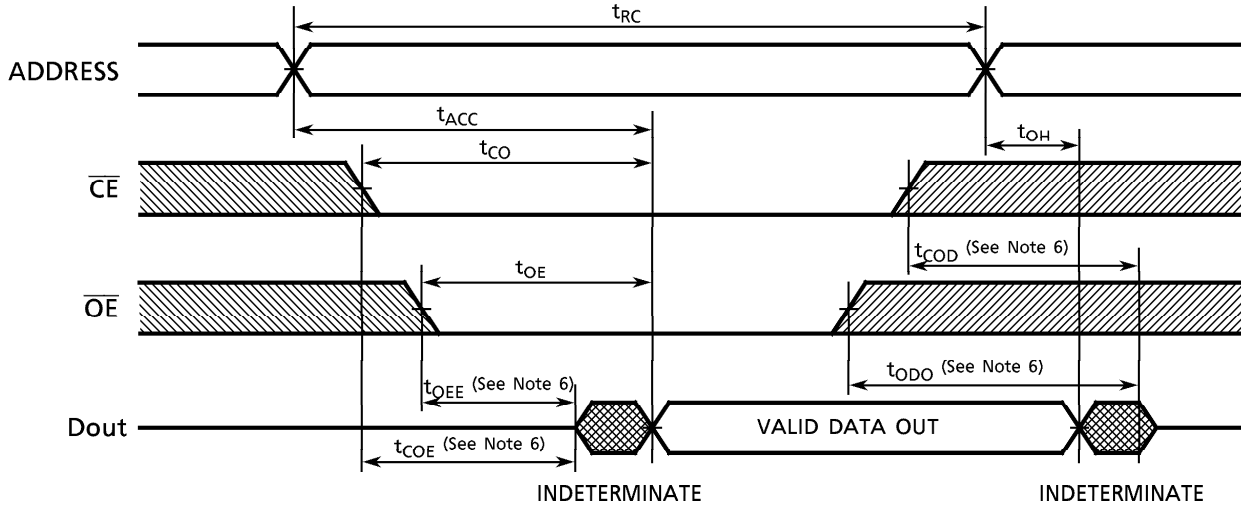 tRC
ADDRESS
tACC
tOH
tCO
CE
tCOD (See Note 6)
tOE
OE
tODO (See Note 6)
tOEE (See Note 6)
Dout
VALID DATA OUT
tCOE (See Note 6)
INDETERMINATE
INDETERMINATE